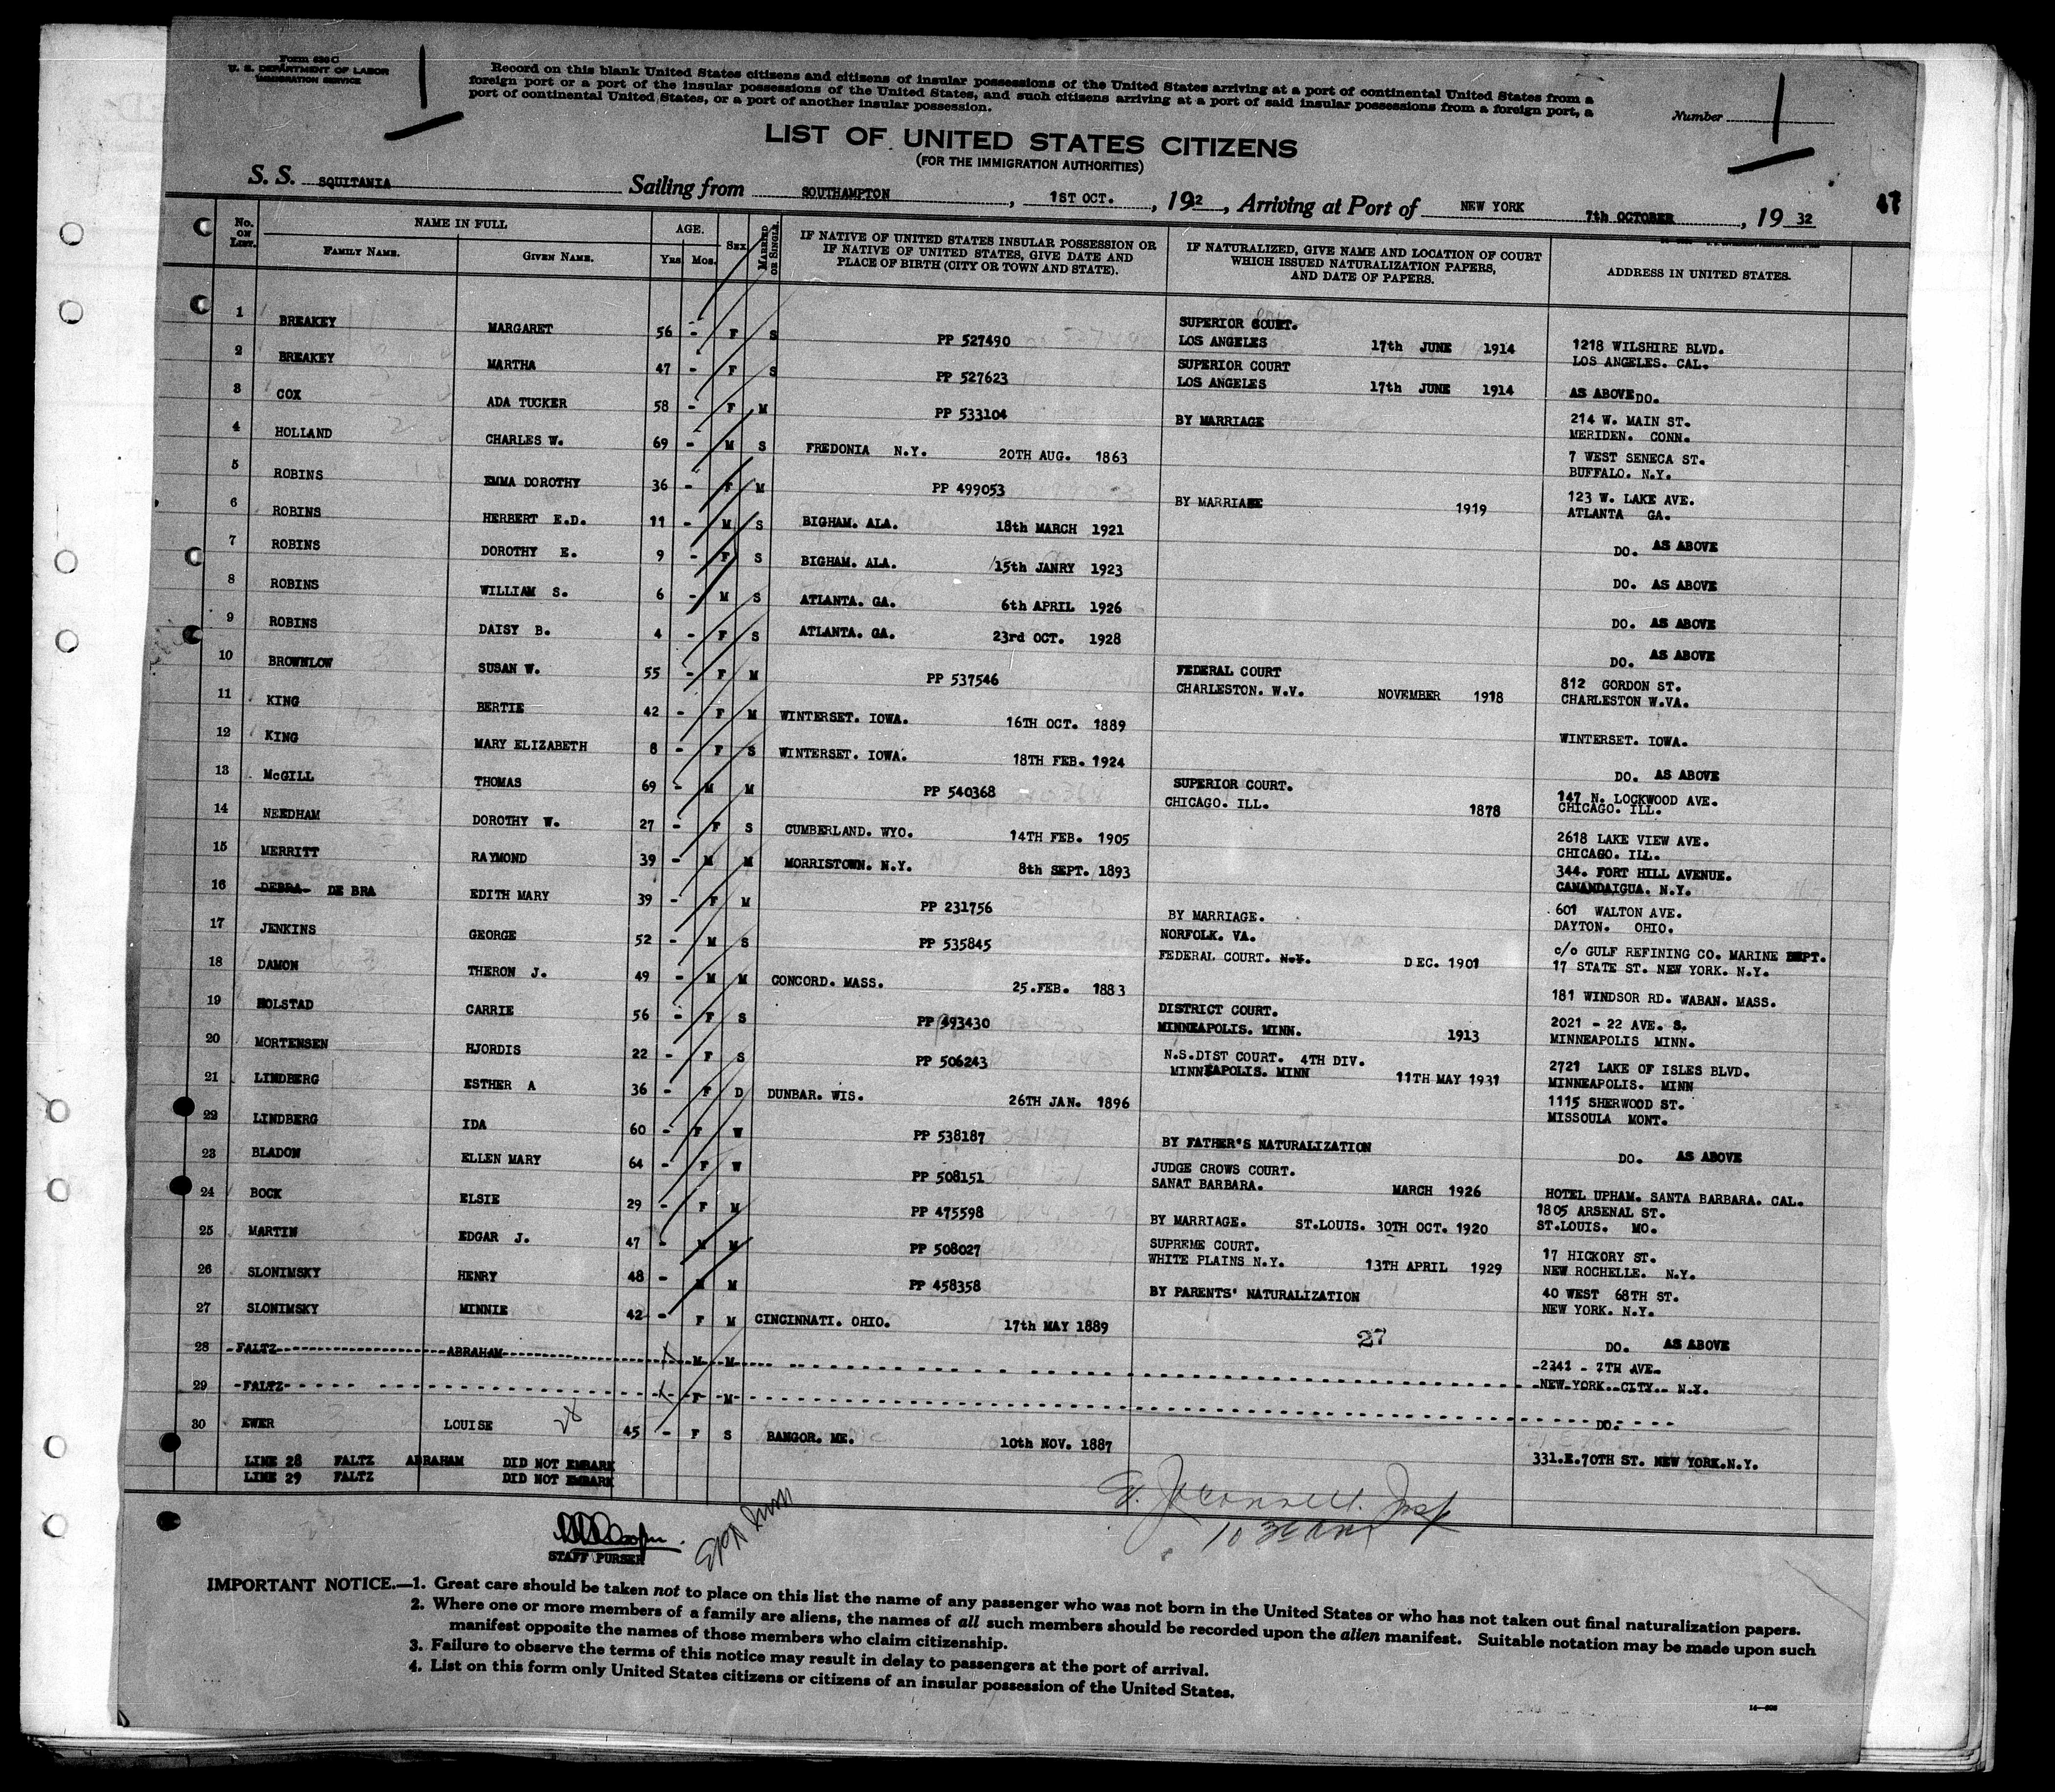 Form 630 C
U. S. DEPARTMENT OF LABOR
IMMIGRATION SERVICE
Record on this blank United States citizens and citizens of insular possessions of the United States arriving at a port of continental United States from a
foreign port or a port of the insular possessions of the United States, and such citizens arriving at a port of said insular possessions from a foreign port, a
port of continental United States, or a port of another insular possession.
Number 1
1
LIST OF UNITED STATES CITIZENS
(FOR THE IMMIGRATION AUTHORITIES)
S. S. SQUITANIA Sailing from SOUTHAMPTON, 1ST OCT., 1932, Arriving at Port of NEW YORK 7th OCTOBER, 19 32
47
No. ON LIST. NAME IN FULL FAMILY NAME. GIVEN NAME. AGE. Yrs. Mos. SEX MARRIED OR SINGLE. IF NATIVE OF UNITED STATES INSULAR POSSESSION OR IF NATIVE OF UNITED STATES, GIVE DATE AND PLACE OF BIRTH (CITY OR TOWN AND STATE). IF NATURALIZED, GIVE NAME AND LOCATION OF COURT WHICH ISSUED NATURALIZATION PAPERS, AND DATE OF PAPERS. ADDRESS IN UNITED STATES.
1 BREAKEY MARGARET 56 - F S PP 527490 SUPERIOR COURT. LOS ANGELES 17th JUNE 1914 1218 WILSHIRE BLVD. LOS ANGELES. CAL.
2 BREAKEY MARTHA 47 - F S PP 527623 SUPERIOR COURT LOS ANGELES 17th JUNE 1914 AS ABOVE DO.
3 COX ADA TUCKER 58 - F M PP 533104 BY MARRIAGE 214 W. MAIN ST. MERIDEN. CONN.
4 HOLLAND CHARLES W. 69 - M S FREDONIA N.Y. 20TH AUG. 1863 7 WEST SENECA ST. BUFFALO. N.Y.
5 ROBINS EMMA DOROTHY 36 - F M PP 499053 BY MARRIAGE 1919 123 W. LAKE AVE. ATLANTA GA.
6 ROBINS HERBERT E.D. 11 - M S BIGHAM. ALA. 18th MARCH 1921 DO. AS ABOVE
7 ROBINS DOROTHY E. 9 - F S BIGHAM. ALA. 15th JANRY 1923 DO. AS ABOVE
8 ROBINS WILLIAM S. 6 - M S ATLANTA. GA. 6th APRIL 1926 DO. AS ABOVE
9 ROBINS DAISY B. 4 - F S ATLANTA. GA. 23rd OCT. 1928 DO. AS ABOVE
10 BROWNLOW SUSAN W. 55 - F M PP 537546 FEDERAL COURT CHARLESTON. W.V. NOVEMBER 1918 812 GORDON ST. CHARLESTON W.VA.
11 KING BERTIE 42 - F M WINTERSET. IOWA. 16TH OCT. 1889 WINTERSET. IOWA.
12 KING MARY ELIZABETH 8 - F S WINTERSET. IOWA. 18TH FEB. 1924 DO. AS ABOVE
13 McGILL THOMAS 69 - M M PP 540368 SUPERIOR COURT. CHICAGO. ILL. 1878 147 N. LOCKWOOD AVE. CHICAGO. ILL.
14 NEEDHAM DOROTHY W. 27 - F S CUMBERLAND. WYO. 14TH FEB. 1905 2618 LAKE VIEW AVE. CHICAGO. ILL.
15 MERRITT RAYMOND 39 - M M MORRISTOWN. N.Y. 8th SEPT. 1893 344. FORT HILL AVENUE. CANANDAIGUA. N.Y.
16 DEBRA DE BRA EDITH MARY 39 - F M PP 231756 BY MARRIAGE. 601 WALTON AVE. DAYTON. OHIO.
17 JENKINS GEORGE 52 - M S PP 535845 NORFOLK. VA. FEDERAL COURT. N.Y. DEC. 1901 c/o GULF REFINING CO. MARINE DEPT. 17 STATE ST. NEW YORK. N.Y.
18 DAMON THERON J. 49 - M M CONCORD. MASS. 25.FEB. 1883 181 WINDSOR RD. WABAN. MASS.
19 HOLSTAD CARRIE 56 - F S PP 493430 DISTRICT COURT. MINNEAPOLIS. MINN. 1913 2021 - 22 AVE. S. MINNEAPOLIS MINN.
20 MORTENSEN HJORDIS 22 - F S PP 506243 N.S.DIST COURT. 4TH DIV. MINNEAPOLIS. MINN 11TH MAY 1931 2721 LAKE OF ISLES BLVD. MINNEAPOLIS. MINN
21 LINDBERG ESTHER A 36 - F D DUNBAR. WIS. 26TH JAN. 1896 1115 SHERWOOD ST. MISSOULA MONT.
22 LINDBERG IDA 60 - F W PP 538187 BY FATHER'S NATURALIZATION DO. AS ABOVE
23 BLADON ELLEN MARY 64 - F W PP 508151 JUDGE CROWS COURT. SANAT BARBARA. MARCH 1926 HOTEL UPHAM. SANTA BARBARA. CAL.
24 BOCK ELSIE 29 - F M PP 475598 BY MARRIAGE. ST.LOUIS. 30TH OCT. 1920 1805 ARSENAL ST. ST.LOUIS. MO.
25 MARTIN EDGAR J. 47 - M M PP 508027 SUPREME COURT. WHITE PLAINS N.Y. 13TH APRIL 1929 17 HICKORY ST. NEW ROCHELLE. N.Y.
26 SLONIMSKY HENRY 48 - M M PP 458358 BY PARENTS' NATURALIZATION 40 WEST 68TH ST. NEW YORK. N.Y.
27 SLONIMSKY MINNIE 42 - F M CINCINNATI. OHIO. 17th MAY 1889 27 DO. AS ABOVE
28 FALTZ ABRAHAM M M 2341 - 7TH AVE. NEW YORK CITY N.Y.
29 FALTZ F M DO.
30 EWER LOUISE 28 45 - F S BANGOR. ME. 10th NOV. 1887 331.E.70TH ST. NEW YORK.N.Y.
LINE 28 FALTZ ABRAHAM DID NOT EMBARK
LINE 29 FALTZ DID NOT EMBARK
STAFF PURSER
IMPORTANT NOTICE.—1. Great care should be taken not to place on this list the name of any passenger who was not born in the United States or who has not taken out final naturalization papers.
2. Where one or more members of a family are aliens, the names of all such members should be recorded upon the alien manifest. Suitable notation may be made upon such
manifest opposite the names of those members who claim citizenship.
3. Failure to observe the terms of this notice may result in delay to passengers at the port of arrival.
4. List on this form only United States citizens or citizens of an insular possession of the United States.